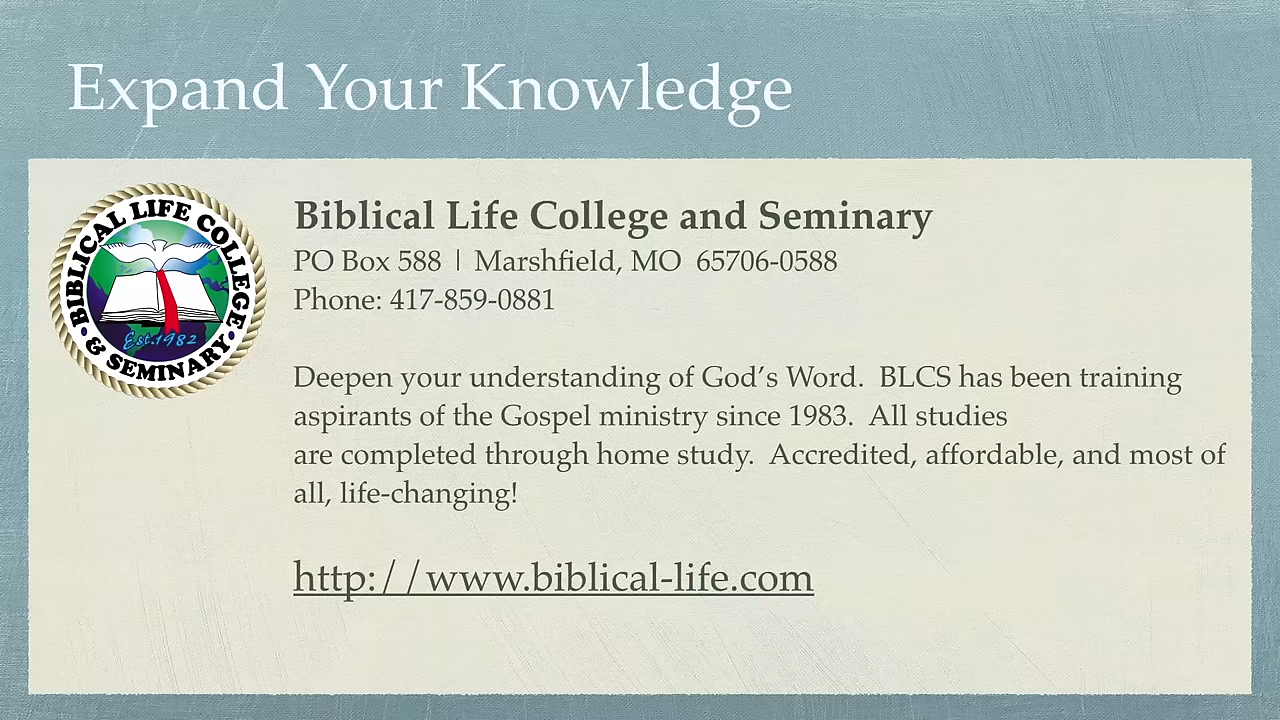 Expand Your Knowledge
BIBLICAL LIFE COLLEGE
& SEMINARY
Est.1982
Biblical Life College and Seminary
PO Box 588 | Marshfield, MO 65706-0588
Phone: 417-859-0881
Deepen your understanding of God’s Word. BLCS has been training
aspirants of the Gospel ministry since 1983. All studies
are completed through home study. Accredited, affordable, and most of
all, life-changing!
http://www.biblical-life.com